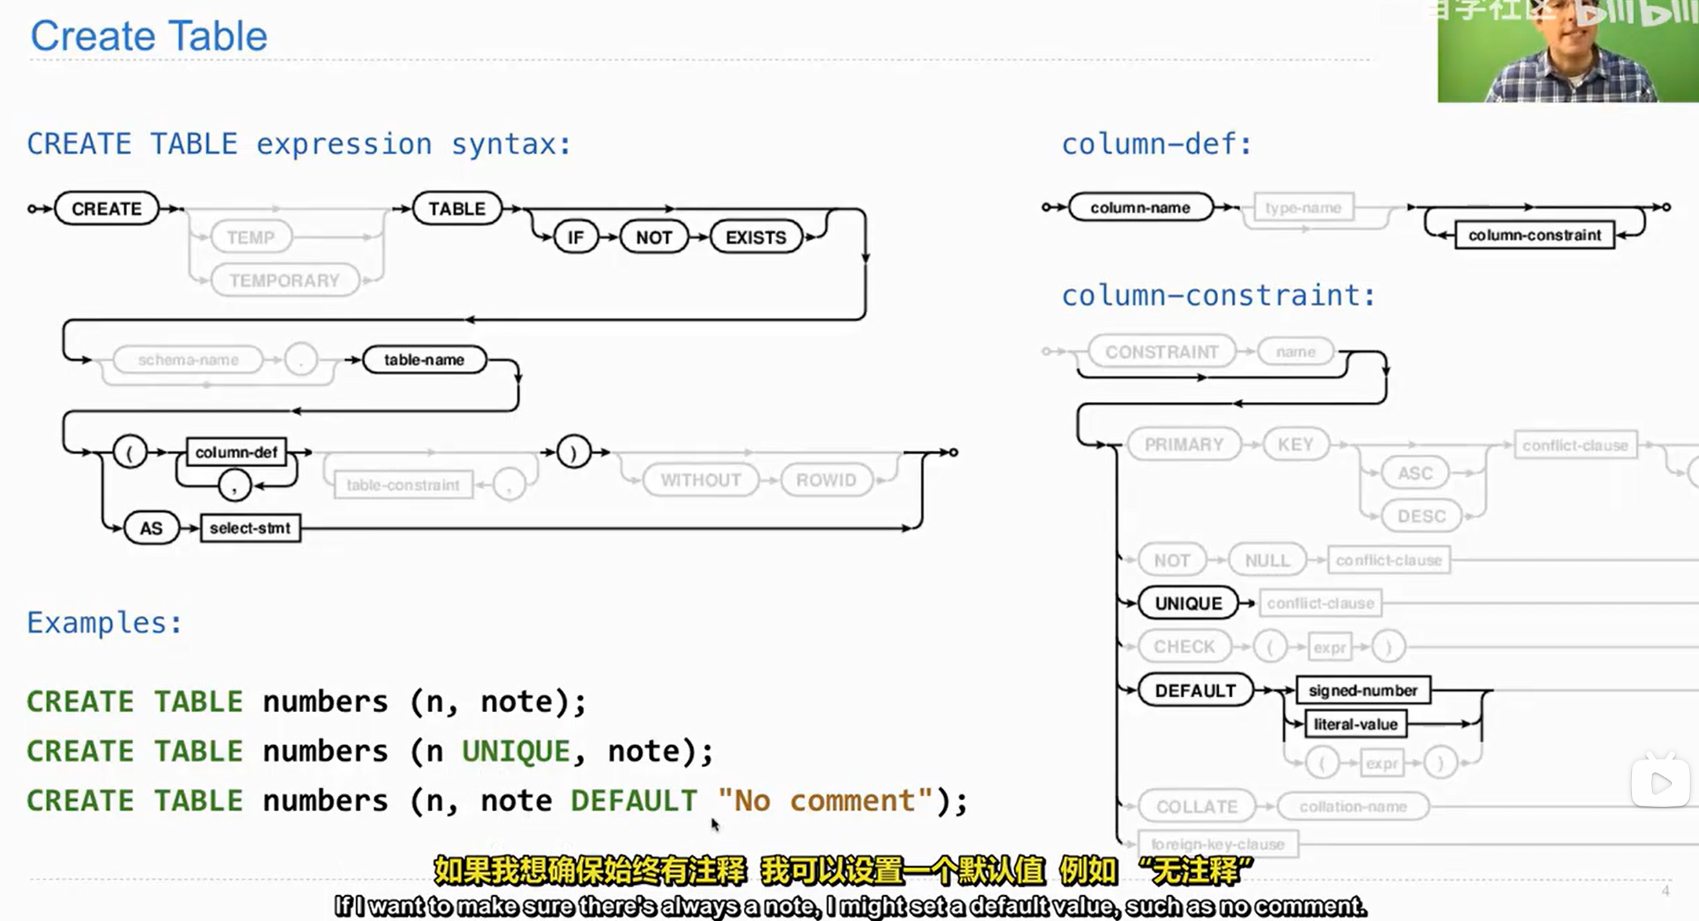 Create Table
CREATE TABLE expression syntax:
CREATE
TEMP
TEMPORARY
TABLE
IF NOT EXISTS
schema-name .
table-name
( column-def ,
table-constraint ,
)
WITHOUT ROWID
AS select-stmt
column-def:
column-name type-name
column-constraint
column-constraint:
CONSTRAINT name
PRIMARY KEY
ASC
DESC
conflict-clause
NOT NULL conflict-clause
UNIQUE conflict-clause
CHECK ( expr )
DEFAULT signed-number
literal-value
( expr )
COLLATE collation-name
foreign-key-clause
Examples:
CREATE TABLE numbers (n, note);
CREATE TABLE numbers (n UNIQUE, note);
CREATE TABLE numbers (n, note DEFAULT "No comment");
如果我想确保始终有注释 我可以设置一个默认值 例如 “无注释”
If I want to make sure there's always a note, I might set a default value, such as no comment.
4
自学社区 bilibili